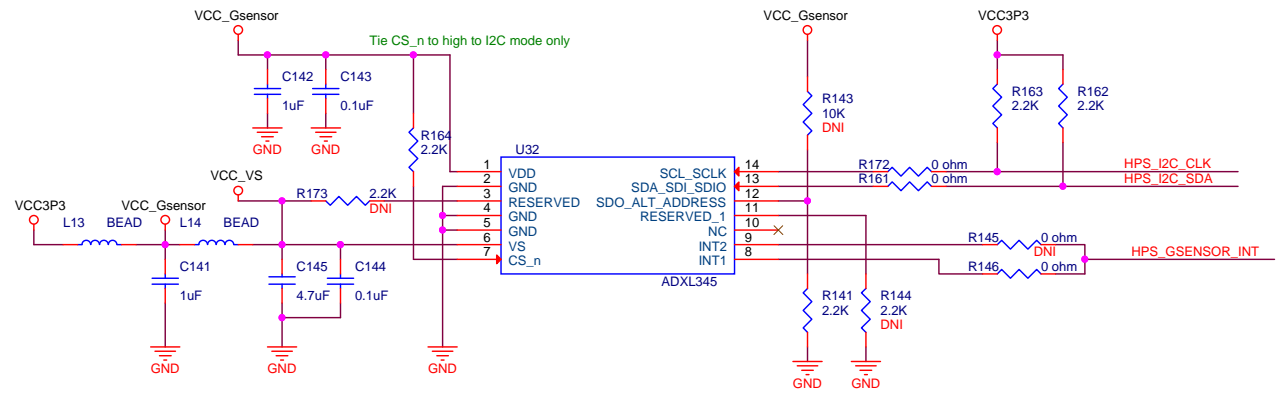 VCC_Gsensor
VCC_Gsensor
VCC3P3
Tie CS_n to high to I2C mode only
C142
1uF
C143
0.1uF
GND
GND
R164
2.2K
R143
10K
DNI
R163
2.2K
R162
2.2K
U32
1 VDD
2 GND
3 RESERVED
4 GND
5 GND
6 VS
7 CS_n
SCL_SCLK 14
SDA_SDI_SDIO 13
SDO_ALT_ADDRESS 12
RESERVED_1 11
NC 10
INT2 9
INT1 8
ADXL345
R172 0 ohm HPS_I2C_CLK
R161 0 ohm HPS_I2C_SDA
VCC_VS
R173 2.2K
DNI
VCC3P3
L13 BEAD
VCC_Gsensor
L14 BEAD
C141
1uF
C145
4.7uF
C144
0.1uF
R145 0 ohm
DNI
R146 0 ohm
HPS_GSENSOR_INT
R141
2.2K
R144
2.2K
DNI
GND
GND
GND
GND
GND